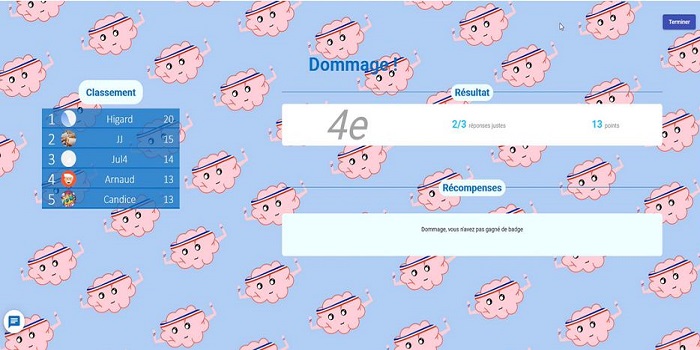 Terminer
Dommage !
Classement
1 Higard 20
2 JJ 15
3 Jul4 14
4 Arnaud 13
5 Candice 13
Résultat
4e 2/3 réponses justes 13 points
Récompenses
Dommage, vous n'avez pas gagné de badge